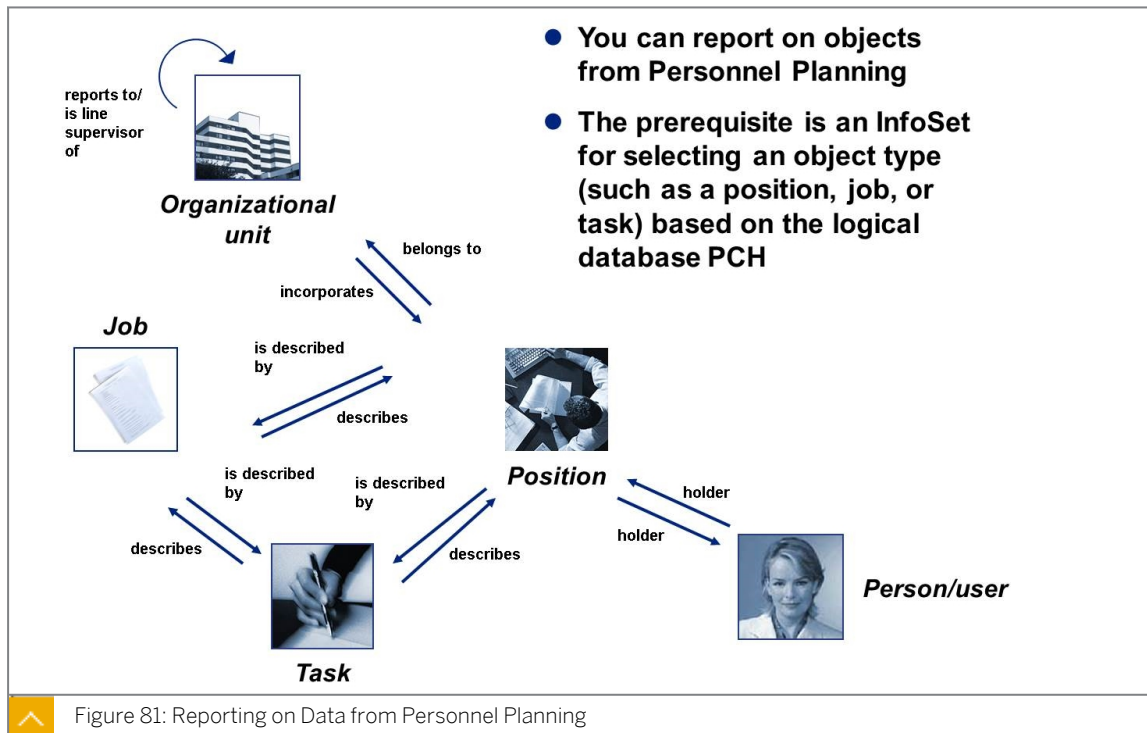 ● You can report on objects
from Personnel Planning
● The prerequisite is an InfoSet
for selecting an object type
(such as a position, job, or
task) based on the logical
database PCH
reports to/
is line
supervisor
of
Organizational
unit
belongs to
incorporates
Job
is described
by
describes
Position
is described
by
describes
is described
by
describes
holder
holder
Person/user
Task
Figure 81: Reporting on Data from Personnel Planning